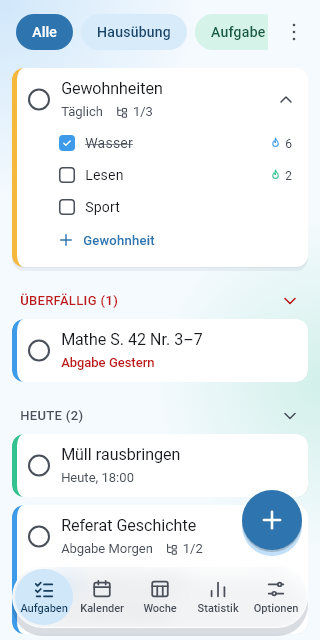 Alle
Hausübung
Aufgabe
Gewohnheiten
Täglich 1/3
Wasser 6
Lesen 2
Sport
+ Gewohnheit
ÜBERFÄLLIG (1)
Mathe S. 42 Nr. 3–7
Abgabe Gestern
HEUTE (2)
Müll rausbringen
Heute, 18:00
Referat Geschichte
Abgabe Morgen 1/2
Aufgaben
Kalender
Woche
Statistik
Optionen